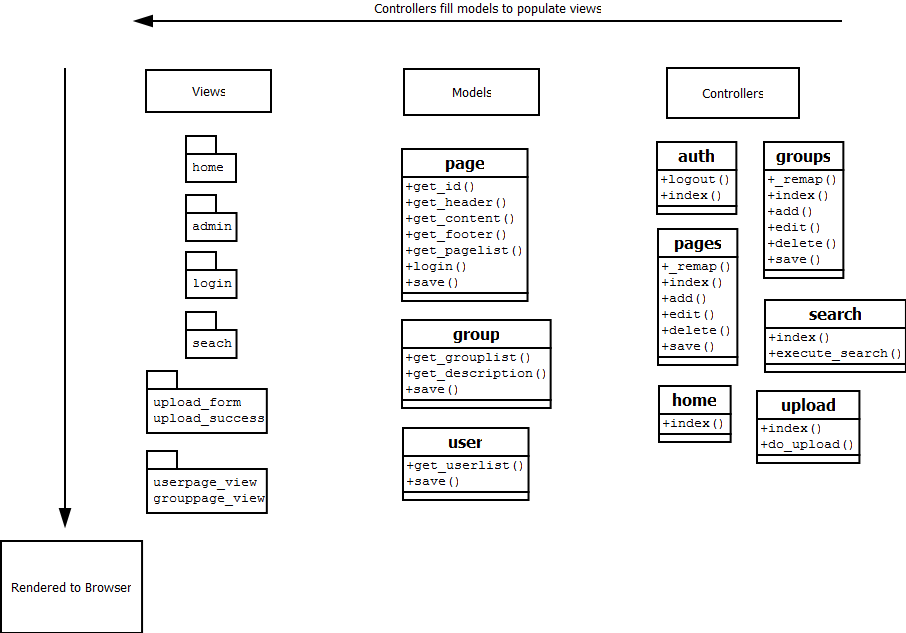 Controllers fill models to populate views
Views
home
admin
login
seach
upload_form
upload_success
userpage_view
grouppage_view
Rendered to Browser
Models
page
+get_id()
+get_header()
+get_content()
+get_footer()
+get_pagelist()
+login()
+save()
group
+get_grouplist()
+get_description()
+save()
user
+get_userlist()
+save()
Controllers
auth
+logout()
+index()
pages
+_remap()
+index()
+add()
+edit()
+delete()
+save()
home
+index()
groups
+_remap()
+index()
+add()
+edit()
+delete()
+save()
search
+index()
+execute_search()
upload
+index()
+do_upload()